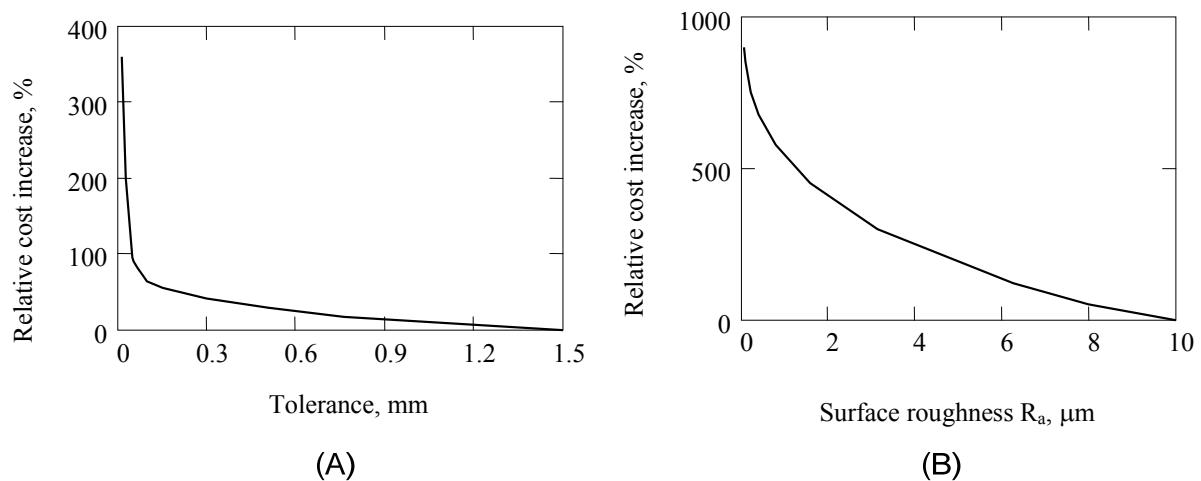 400
300
200
100
0
Relative cost increase, %
0 0.3 0.6 0.9 1.2 1.5
Tolerance, mm
(A)
1000
500
0
Relative cost increase, %
0 2 4 6 8 10
Surface roughness Rₐ, μm
(B)